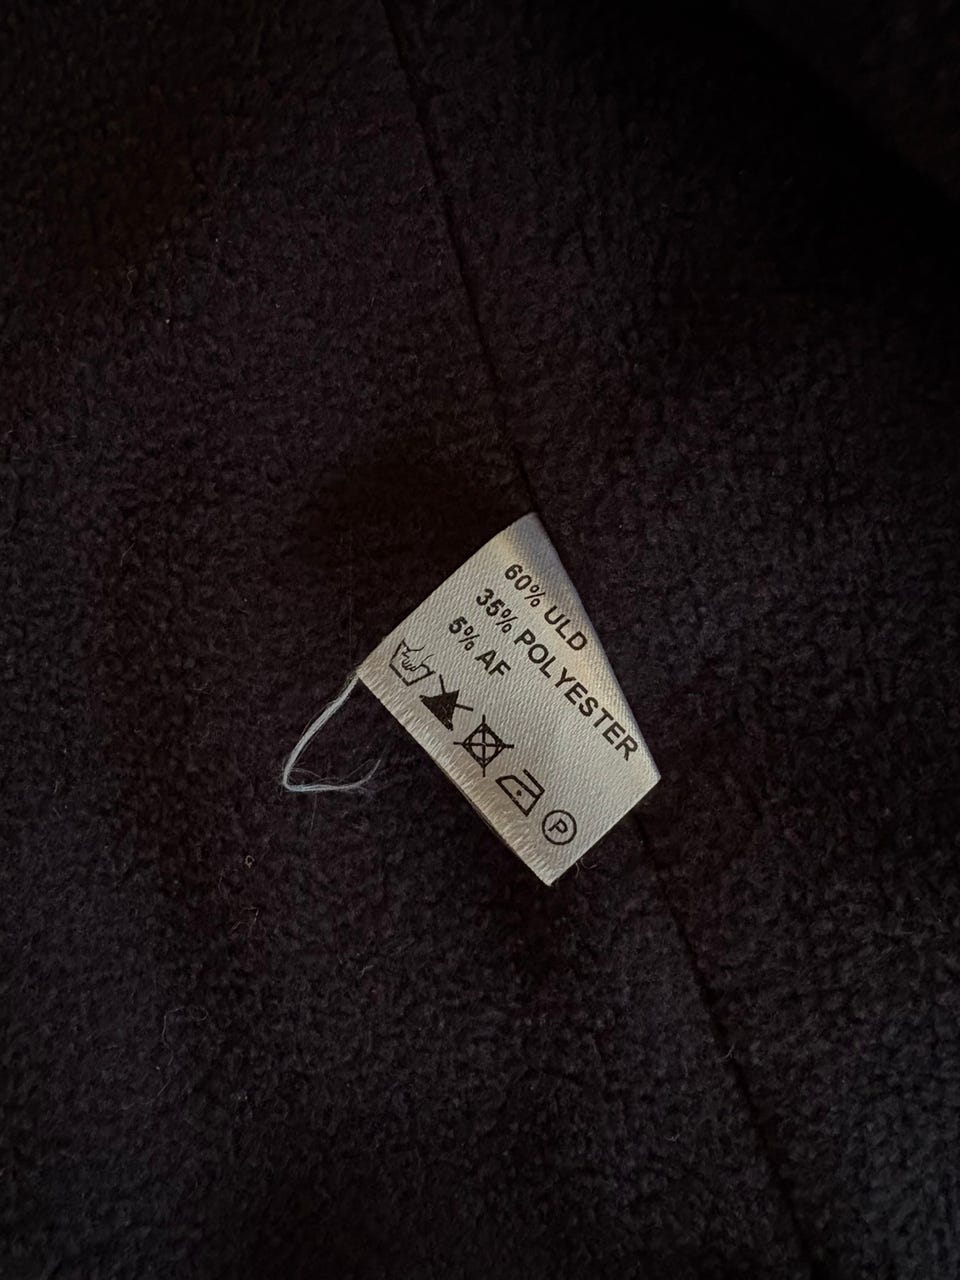 60% ULD
35% POLYESTER
5% AF
P